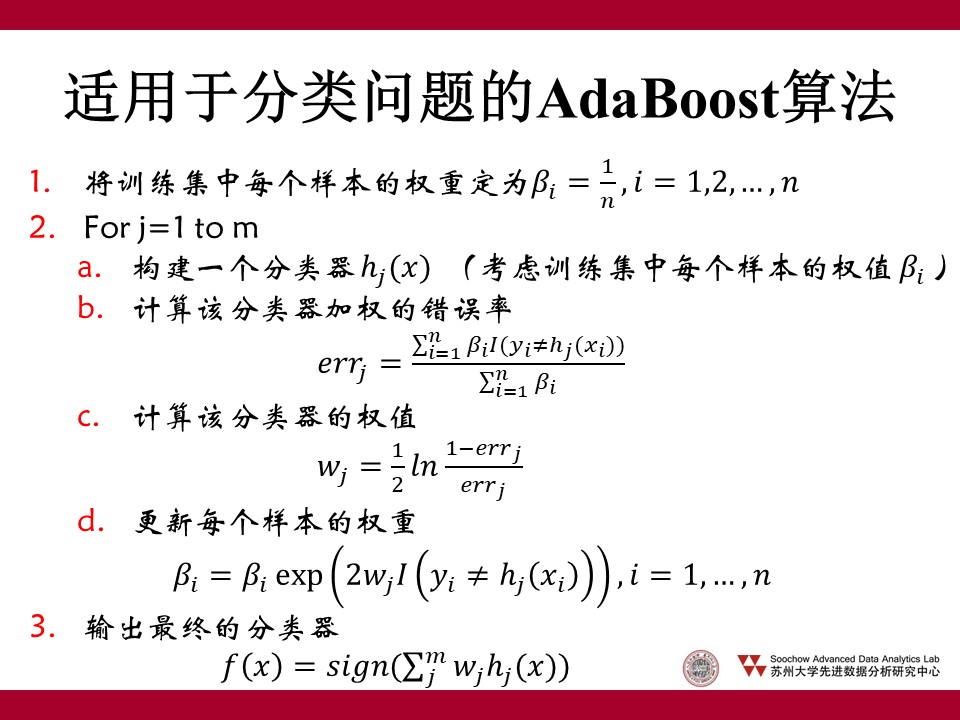 适用于分类问题的AdaBoost算法
1. 将训练集中每个样本的权重定为$\beta_i = \frac{1}{n}, i = 1,2,\ldots,n$
2. For j=1 to m
a. 构建一个分类器$h_j(x)$（考虑训练集中每个样本的权值$\beta_i$）
b. 计算该分类器加权的错误率
$err_j = \frac{\sum_{i=1}^{n} \beta_i I(y_i \neq h_j(x_i))}{\sum_{i=1}^{n} \beta_i}$
c. 计算该分类器的权值
$w_j = \frac{1}{2} ln \frac{1-err_j}{err_j}$
d. 更新每个样本的权重
$\beta_i = \beta_i \exp\left(2w_j I\left(y_i \neq h_j(x_i)\right)\right), i = 1,\ldots,n$
3. 输出最终的分类器
$f(x) = sign(\sum_{j}^{m} w_j h_j(x))$
Soochow Advanced Data Analytics Lab
苏州大学先进数据分析研究中心